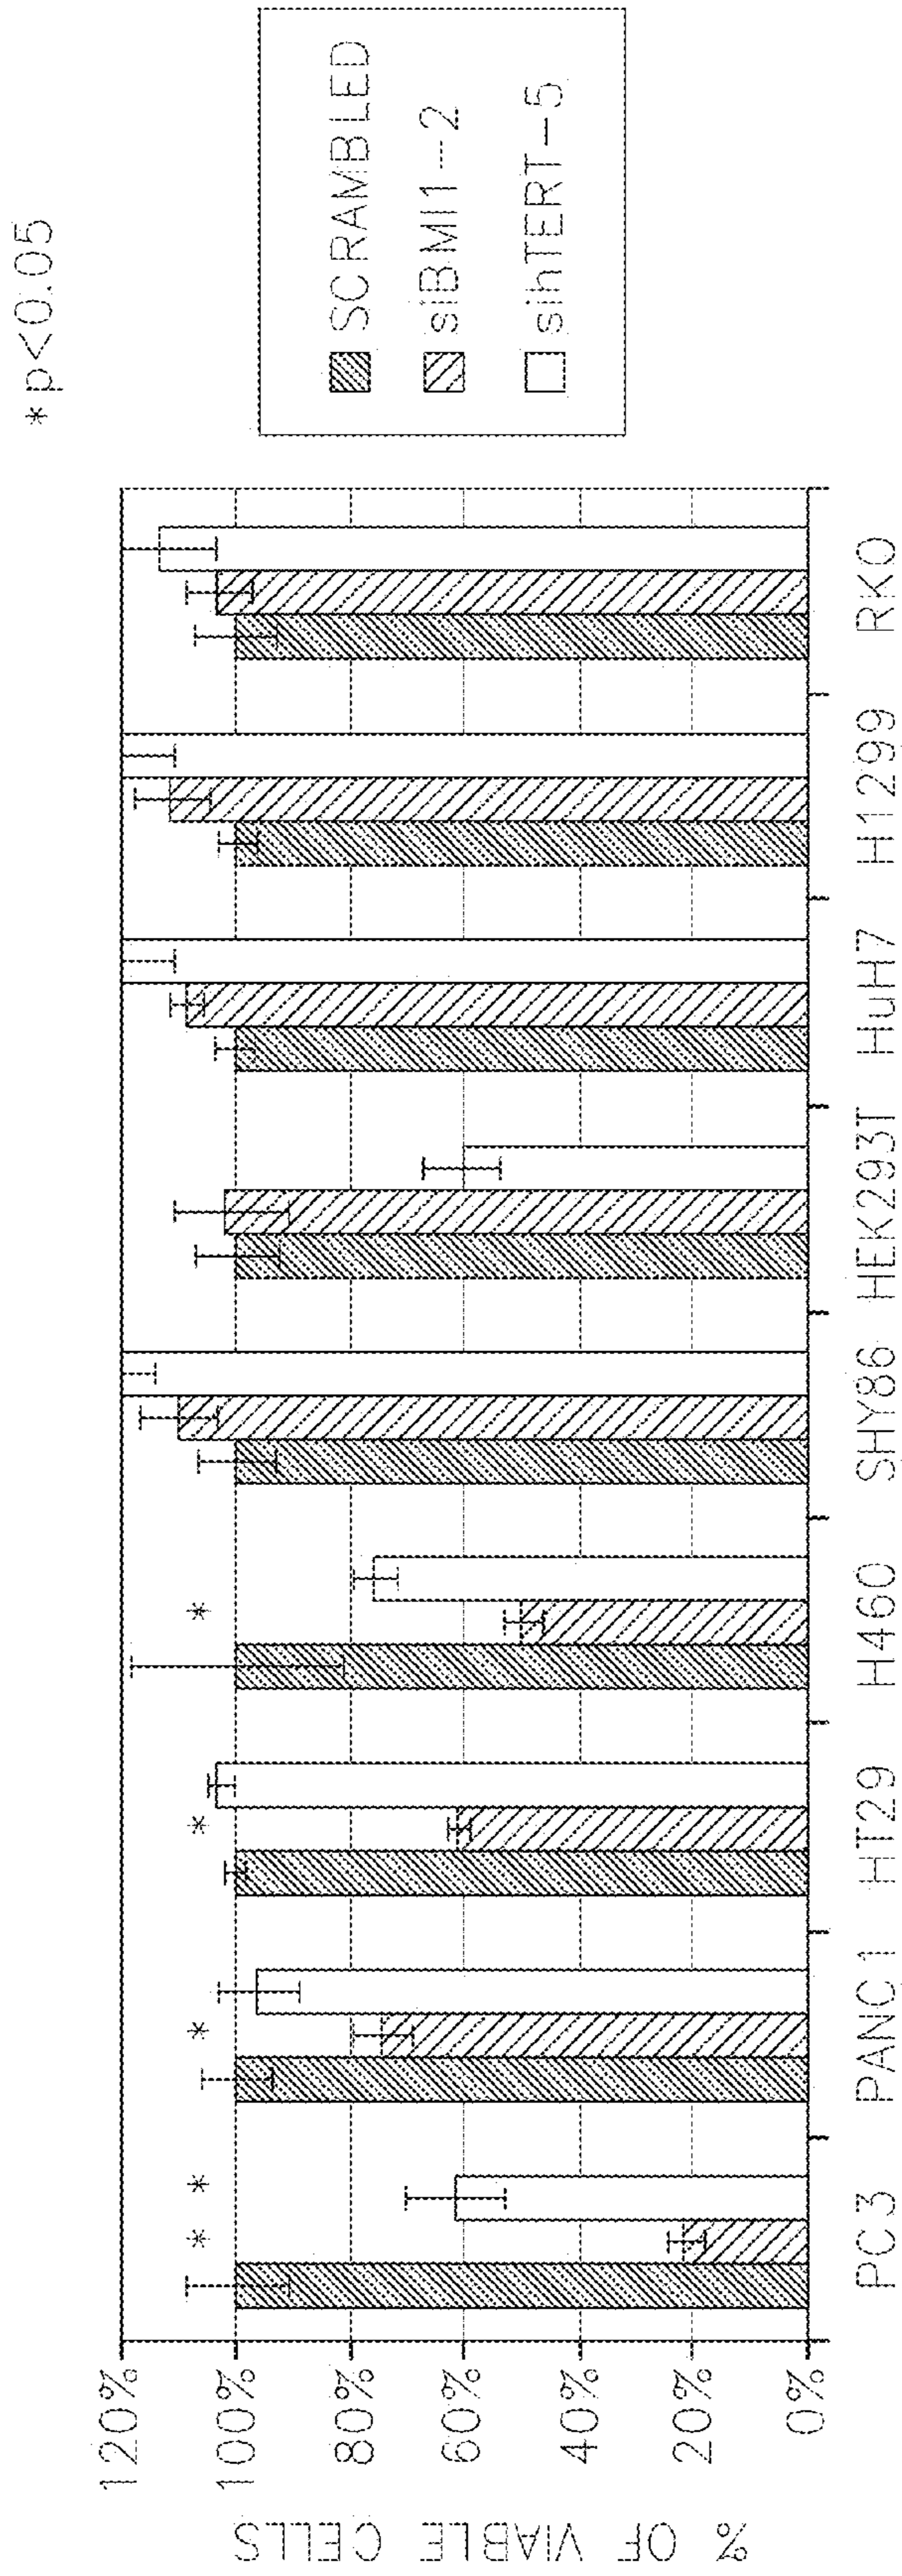 *p<0.05
SCRAMBLED
siBMI1-2
sihTERT-5
% OF VIABLE CELLS
120%
100%
80%
60%
40%
20%
0%
* * * * *
PC3 PANC1 HT29 H460 SHY86 HEK293T HuH7 H1299 RKO